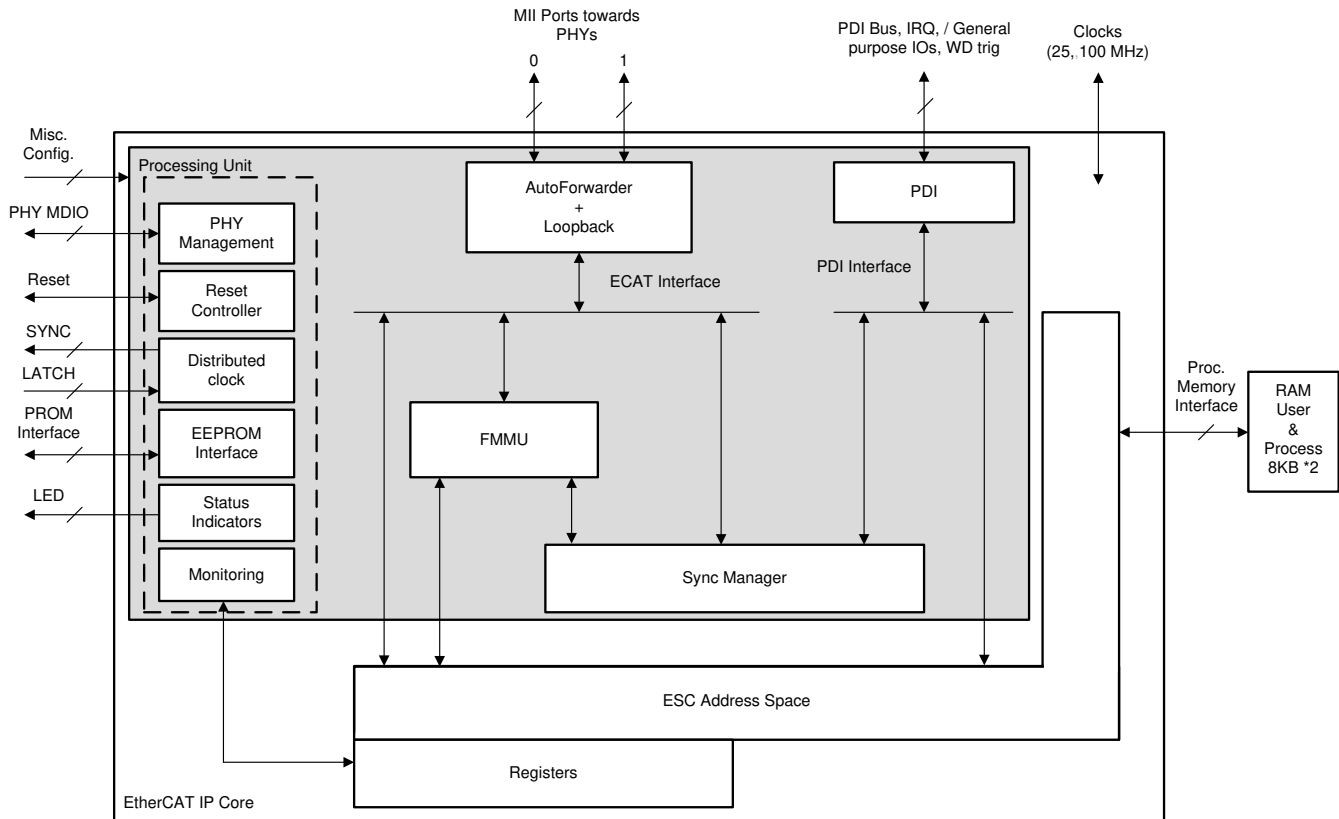 MII Ports towards
PHYs
0
1
PDI Bus, IRQ, / General
purpose IOs, WD trig
Clocks
(25, 100 MHz)
Misc.
Config.
PHY MDIO
Reset
SYNC
LATCH
PROM
Interface
LED
Processing Unit
PHY
Management
Reset
Controller
Distributed
clock
EEPROM
Interface
Status
Indicators
Monitoring
AutoForwarder
+
Loopback
ECAT Interface
PDI
PDI Interface
FMMU
Sync Manager
Proc.
Memory
Interface
RAM
User
&
Process
8KB *2
ESC Address Space
Registers
EtherCAT IP Core